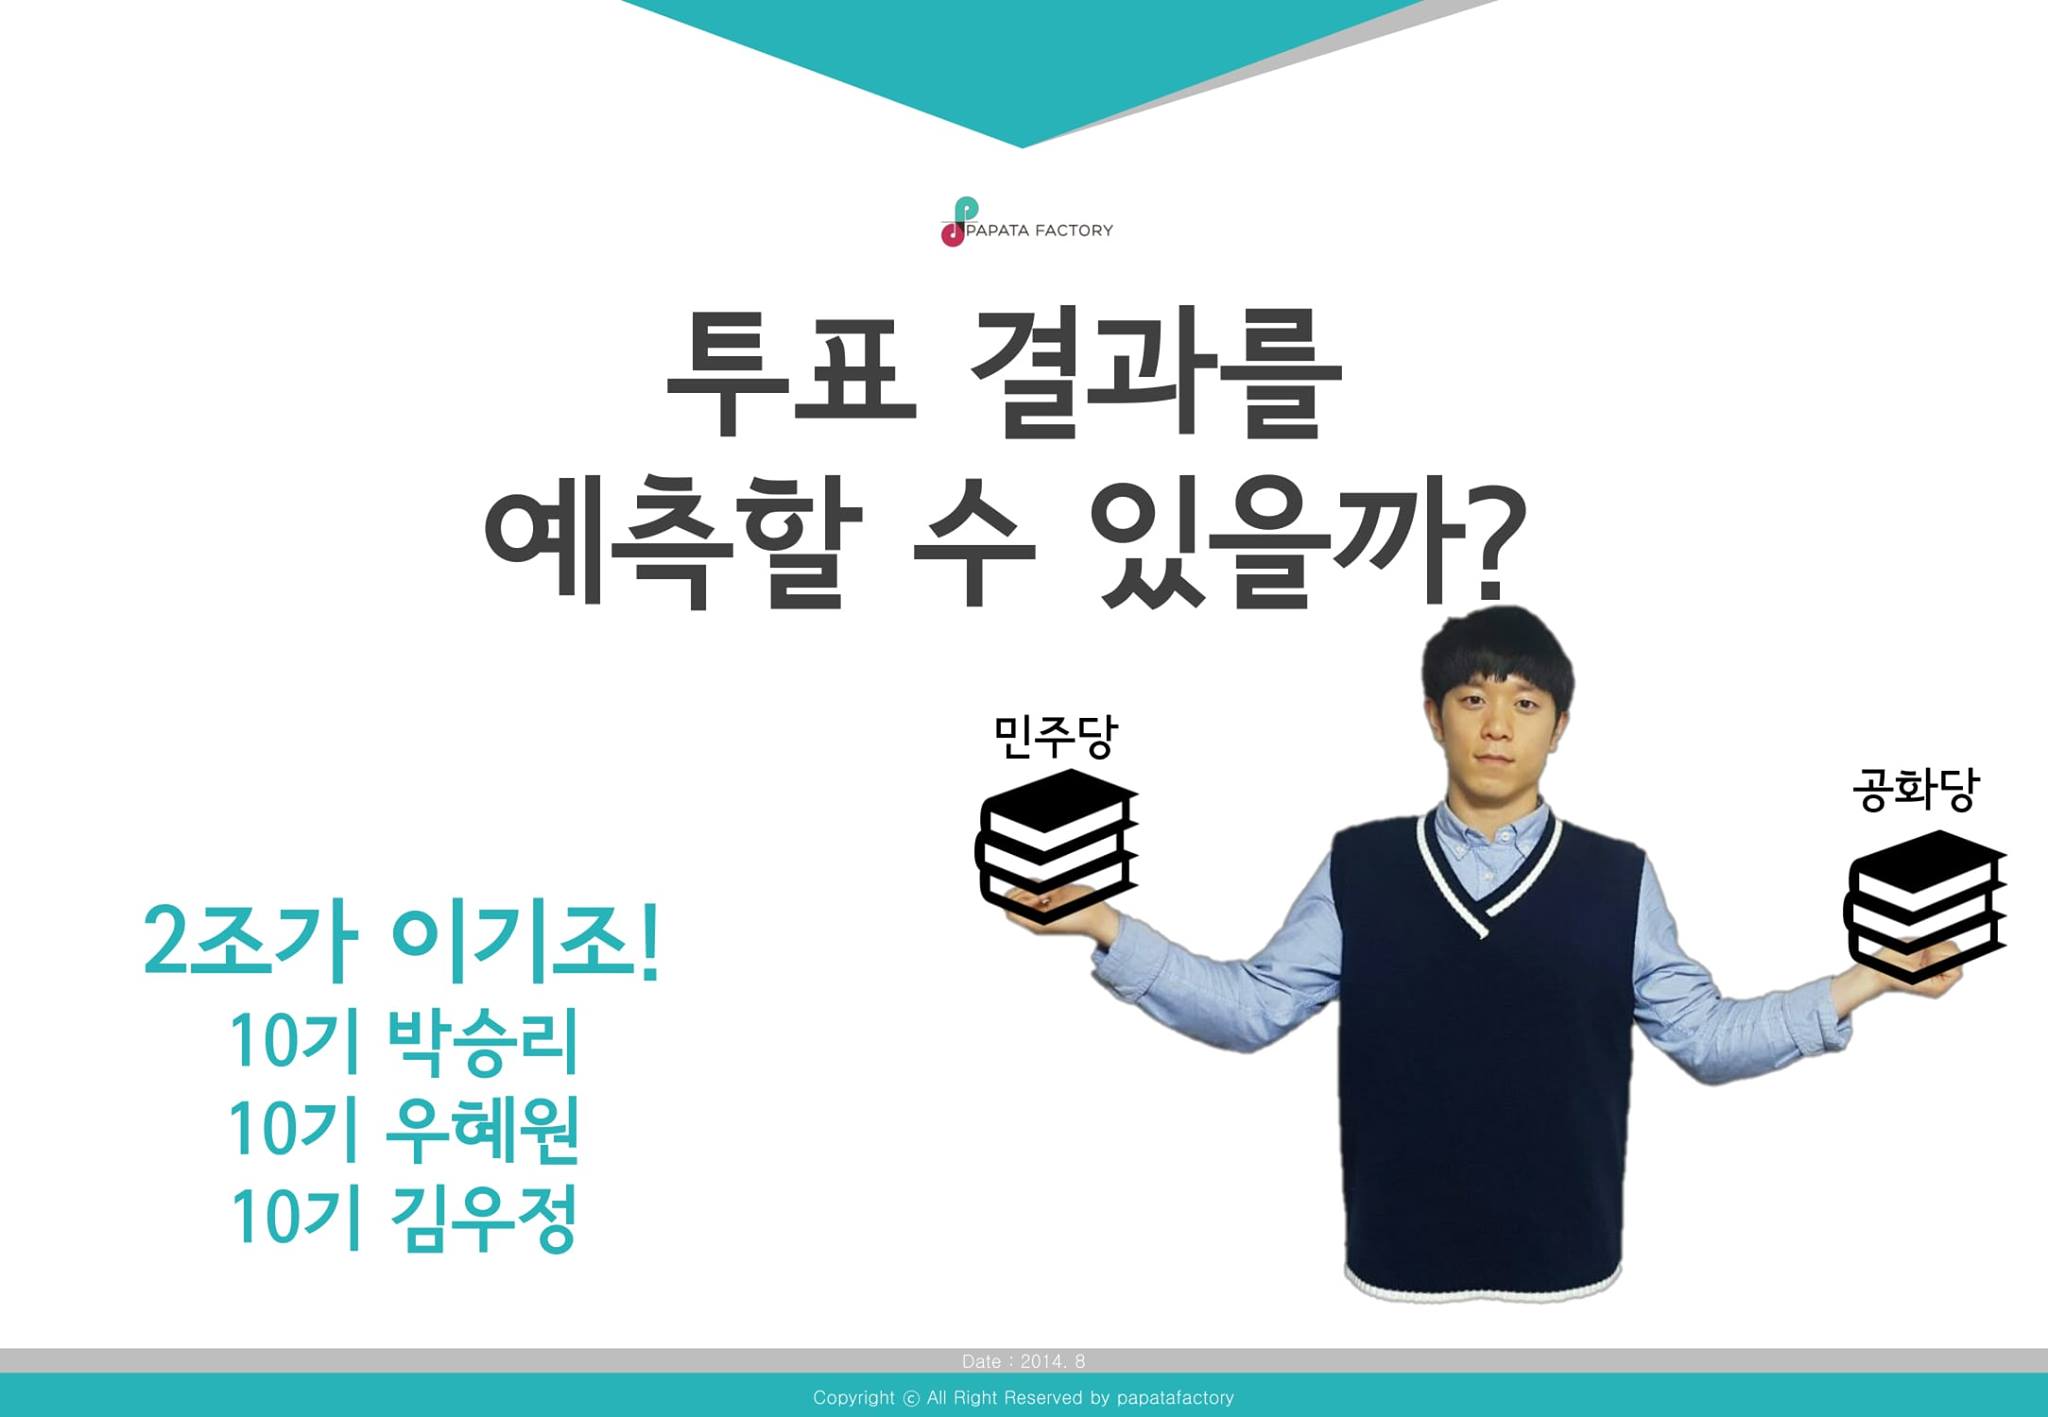 PAPATA FACTORY
투표 결과를
예측할 수 있을까?
민주당
공화당
2조가 이기조!
10기 박승리
10기 우혜원
10기 김우정
Date : 2014. 8
Copyright ⓒ All Right Reserved by papatafactory